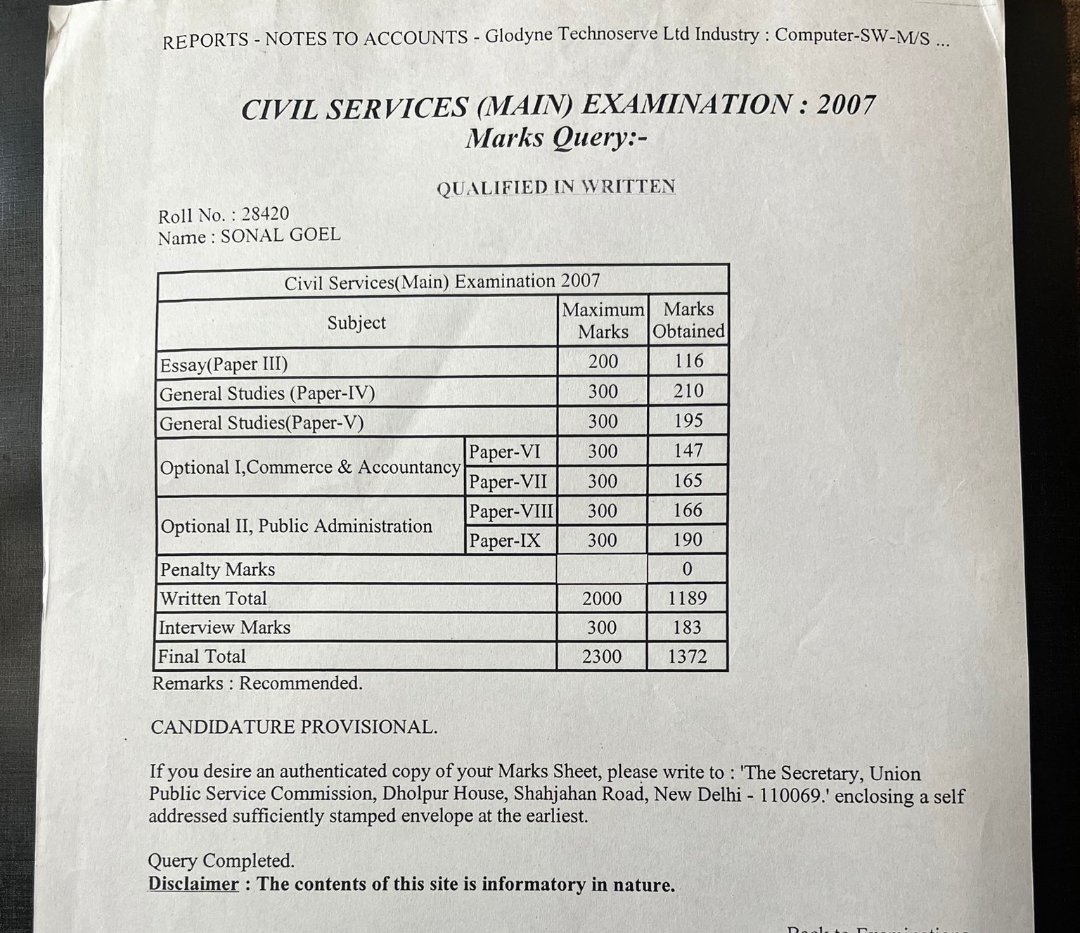 REPORTS - NOTES TO ACCOUNTS - Glodyne Technoserve Ltd Industry : Computer-SW-M/S ...
CIVIL SERVICES (MAIN) EXAMINATION : 2007
Marks Query:-
QUALIFIED IN WRITTEN
Roll No. : 28420
Name : SONAL GOEL
Civil Services(Main) Examination 2007
Subject Maximum Marks Marks Obtained
Essay(Paper III) 200 116
General Studies (Paper-IV) 300 210
General Studies(Paper-V) 300 195
Optional I,Commerce & Accountancy Paper-VI 300 147
Paper-VII 300 165
Optional II, Public Administration Paper-VIII 300 166
Paper-IX 300 190
Penalty Marks 0
Written Total 2000 1189
Interview Marks 300 183
Final Total 2300 1372
Remarks : Recommended.
CANDIDATURE PROVISIONAL.
If you desire an authenticated copy of your Marks Sheet, please write to : 'The Secretary, Union
Public Service Commission, Dholpur House, Shahjahan Road, New Delhi - 110069.' enclosing a self
addressed sufficiently stamped envelope at the earliest.
Query Completed.
Disclaimer : The contents of this site is informatory in nature.